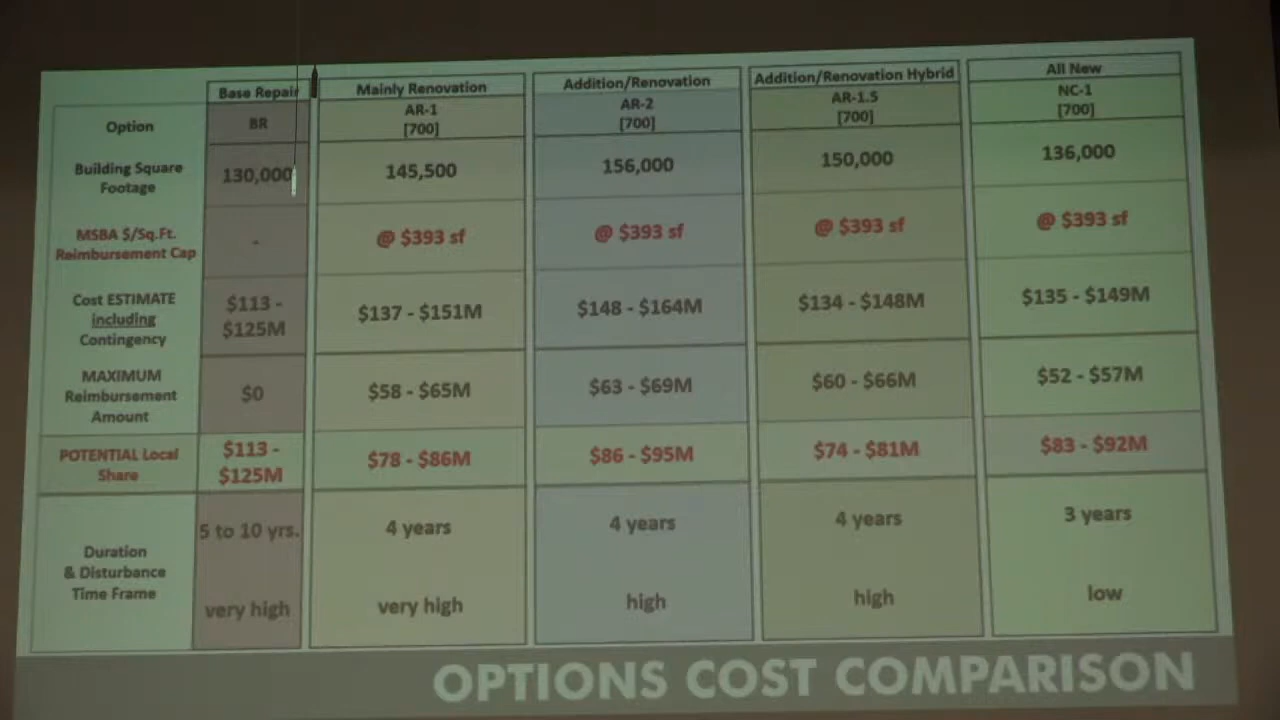 Base Repair Mainly Renovation Addition/Renovation Addition/Renovation Hybrid All New
Option BR AR-1 AR-2 AR-1.5 NC-1
[700] [700] [700] [700]
Building Square
Footage
130,000 145,500 156,000 150,000 136,000
MSBA $/Sq.Ft.
Reimbursement Cap
- @ $393 sf @ $393 sf @ $393 sf @ $393 sf
Cost ESTIMATE
including
Contingency
$113 -
$125M
$137 - $151M $148 - $164M $134 - $148M $135 - $149M
MAXIMUM
Reimbursement
Amount
$0 $58 - $65M $63 - $69M $60 - $66M $52 - $57M
POTENTIAL Local
Share
$113 -
$125M
$78 - $86M $86 - $95M $74 - $81M $83 - $92M
Duration
& Disturbance
Time Frame
5 to 10 yrs. 4 years 4 years 4 years 3 years
very high very high high high low
OPTIONS COST COMPARISON